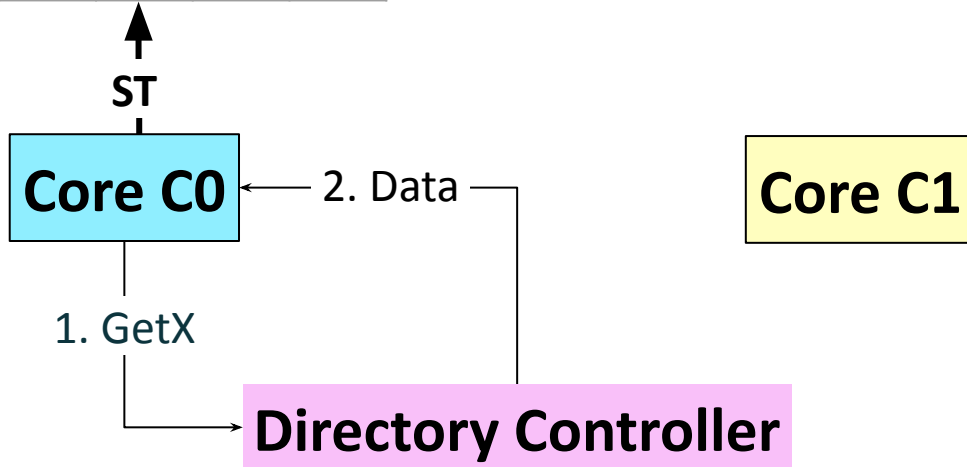 ST
Core C0
2. Data
Core C1
1. GetX
Directory Controller